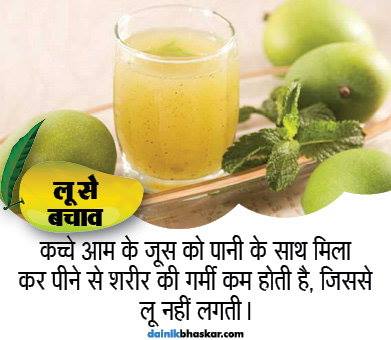 लू से
बचाव
कच्चे आम के जूस को पानी के साथ मिला
कर पीने से शरीर की गर्मी कम होती है, जिससे
लू नहीं लगती।
dainikbhaskar.com